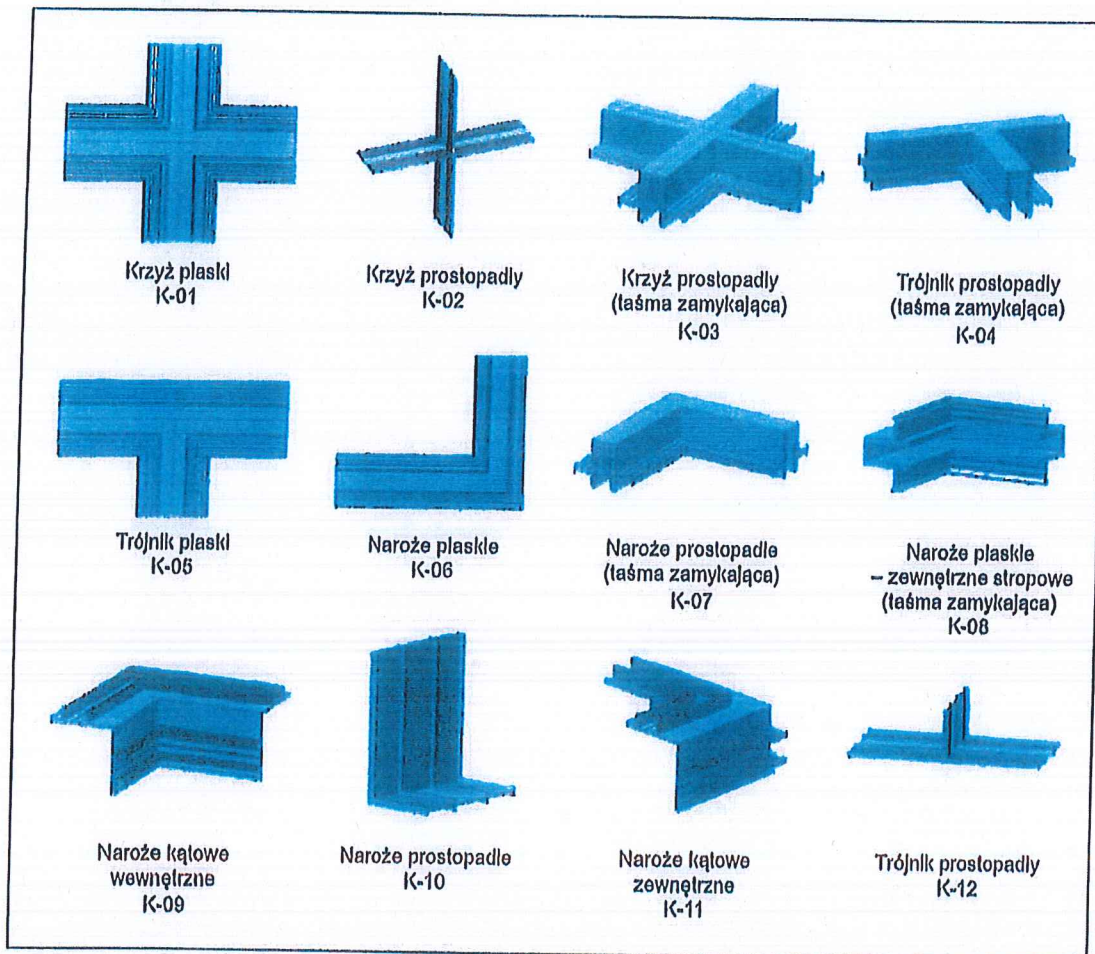 Krzyż płaski
K-01
Krzyż prostopadły
K-02
Krzyż prostopadły
(taśma zamykająca)
K-03
Trójnik prostopadły
(taśma zamykająca)
K-04
Trójnik płaski
K-05
Naroże płaskie
K-06
Naroże prostopadłe
(taśma zamykająca)
K-07
Naroże płaskie
– zewnętrzne stropowe
(taśma zamykająca)
K-08
Naroże kątowe
wewnętrzne
K-09
Naroże prostopadłe
K-10
Naroże kątowe
zewnętrzne
K-11
Trójnik prostopadły
K-12